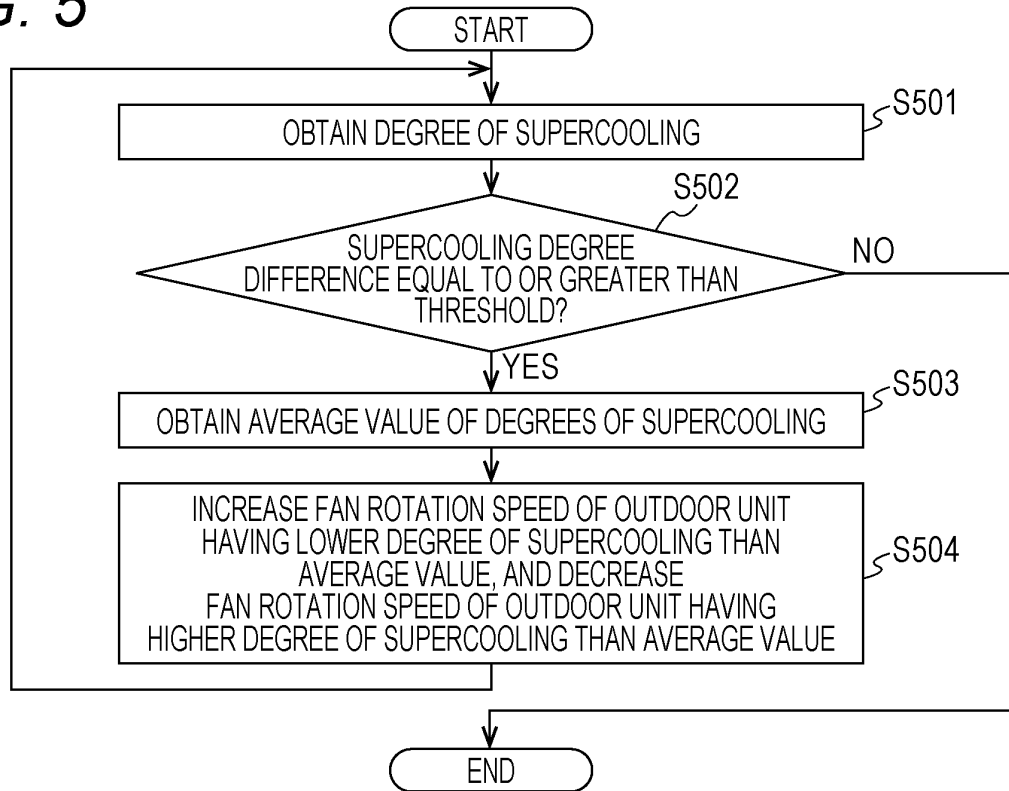 G. 5
START
OBTAIN DEGREE OF SUPERCOOLING
S501
S502
SUPERCOOLING DEGREE
DIFFERENCE EQUAL TO OR GREATER THAN
THRESHOLD?
NO
YES
S503
OBTAIN AVERAGE VALUE OF DEGREES OF SUPERCOOLING
INCREASE FAN ROTATION SPEED OF OUTDOOR UNIT
HAVING LOWER DEGREE OF SUPERCOOLING THAN
AVERAGE VALUE, AND DECREASE
FAN ROTATION SPEED OF OUTDOOR UNIT HAVING
HIGHER DEGREE OF SUPERCOOLING THAN AVERAGE VALUE
S504
END